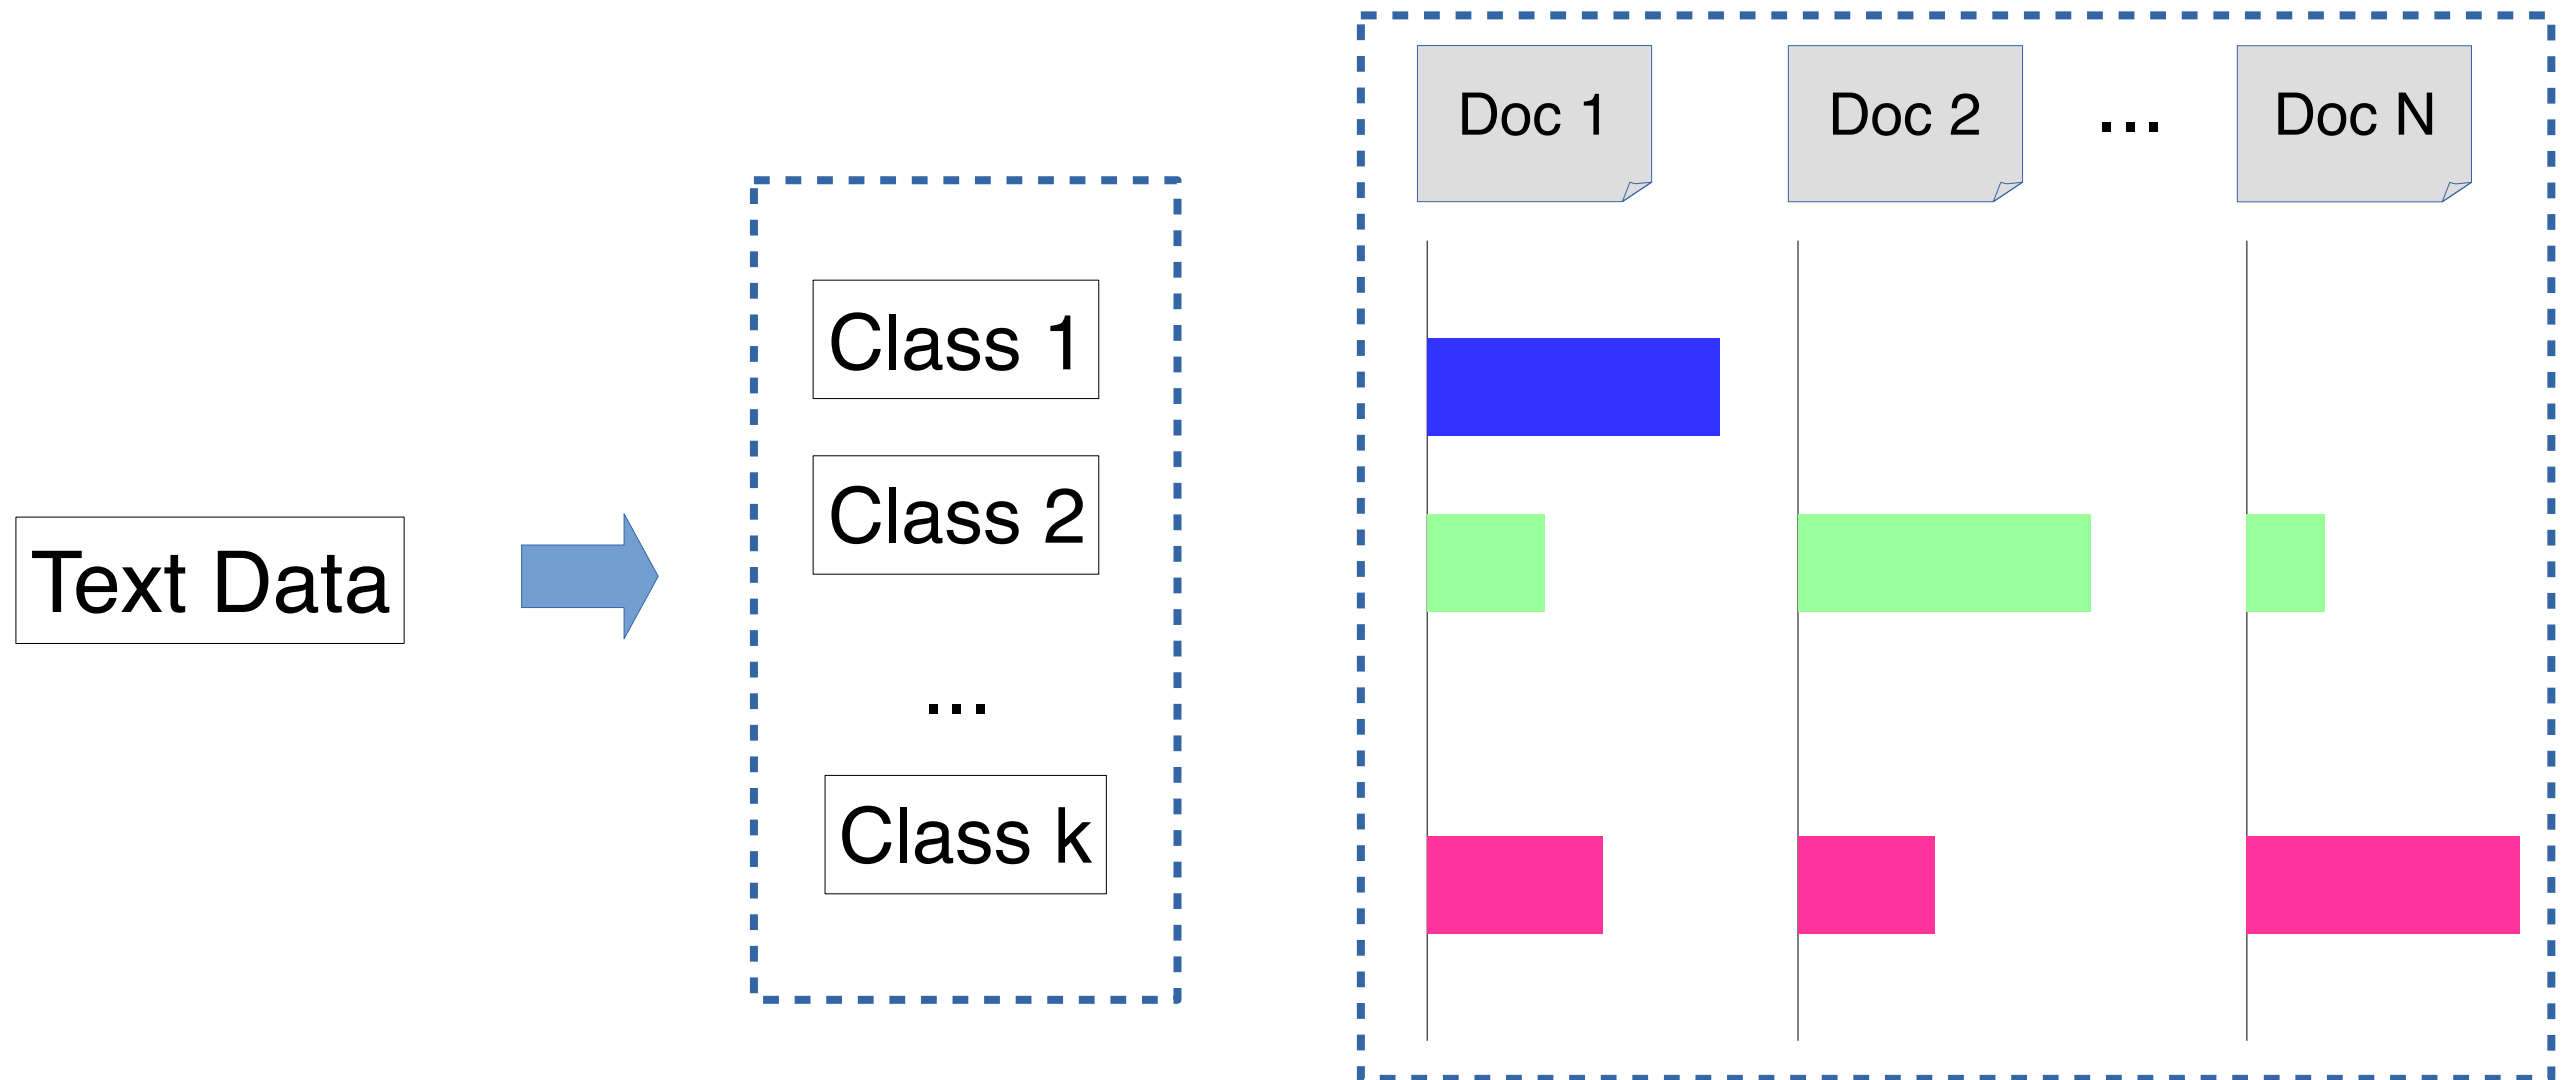 Text Data
Class 1
Class 2
...
Class k
Doc 1
Doc 2
...
Doc N